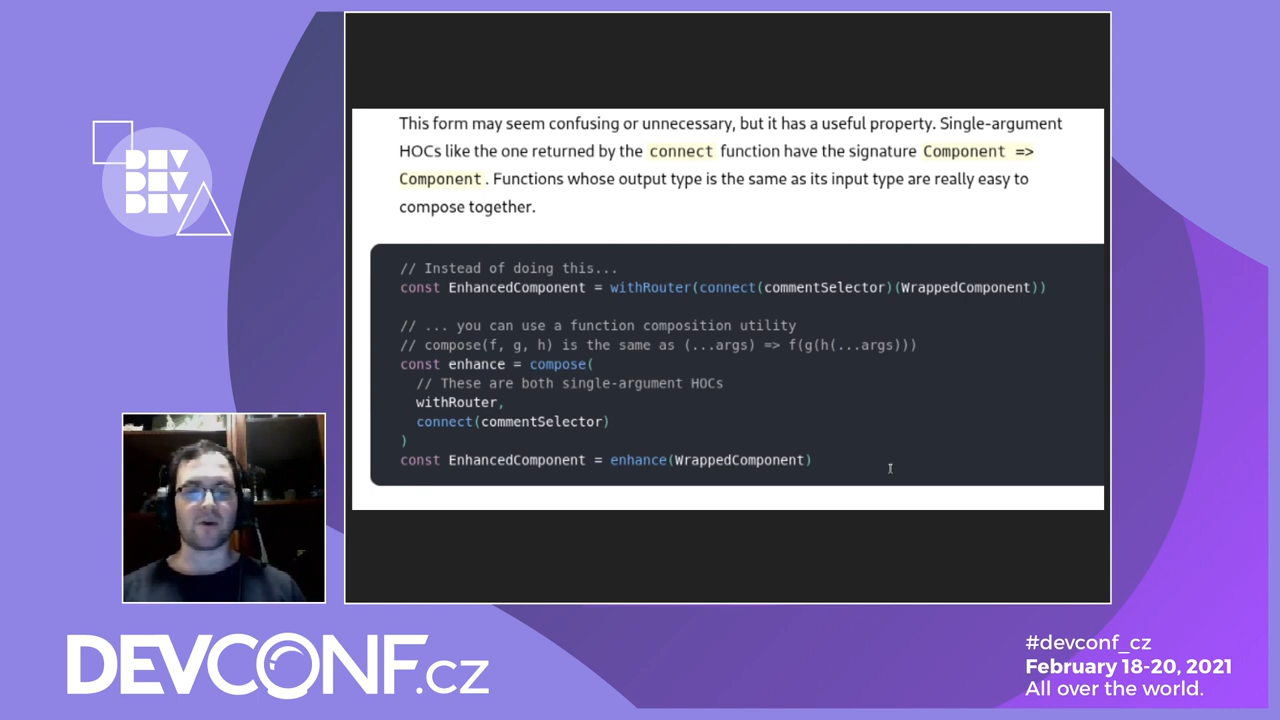 DEV
DEV
DEV
This form may seem confusing or unnecessary, but it has a useful property. Single-argument
HOCs like the one returned by the connect function have the signature Component =>
Component. Functions whose output type is the same as its input type are really easy to
compose together.
// Instead of doing this...
const EnhancedComponent = withRouter(connect(commentSelector)(WrappedComponent))
// ... you can use a function composition utility
// compose(f, g, h) is the same as (...args) => f(g(h(...args)))
const enhance = compose(
// These are both single-argument HOCs
withRouter,
connect(commentSelector)
)
const EnhancedComponent = enhance(WrappedComponent)
DEVCONF.cz
#devconf_cz
February 18-20, 2021
All over the world.